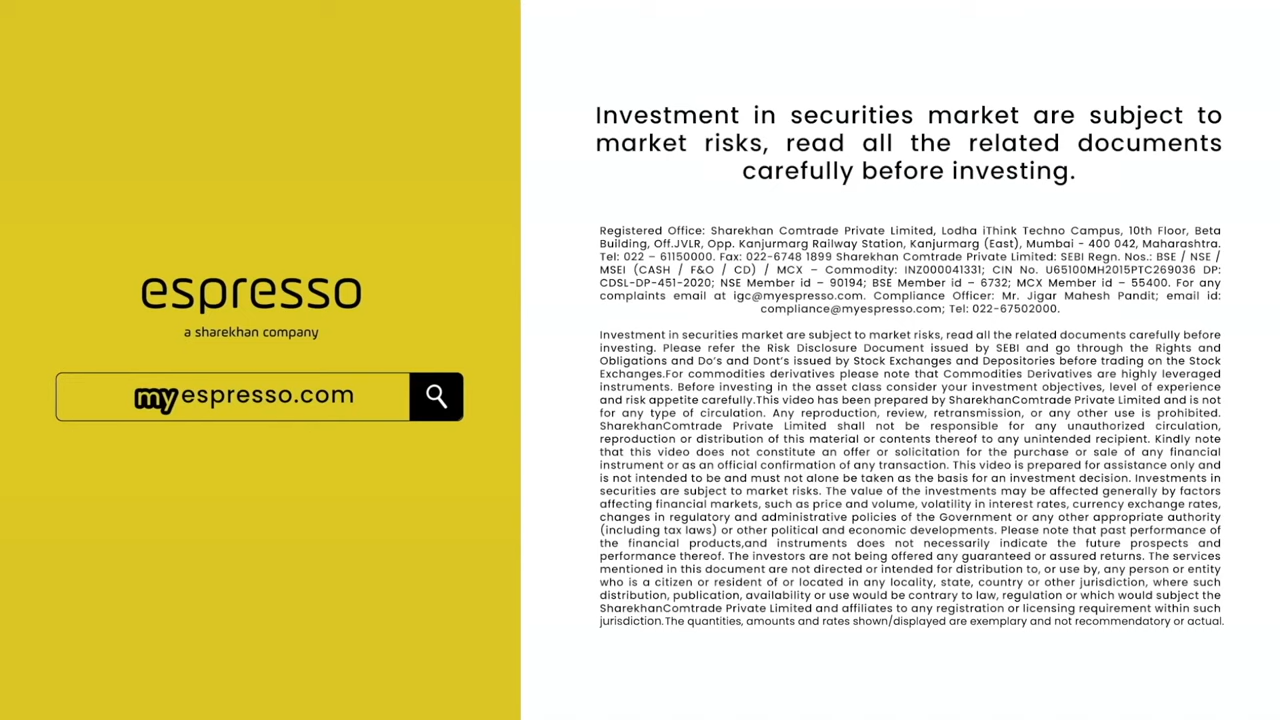 espresso
a sharekhan company
myespresso.com
Investment in securities market are subject to
market risks, read all the related documents
carefully before investing.
Registered Office: Sharekhan Comtrade Private Limited, Lodha iThink Techno Campus, 10th Floor, Beta
Building, Off.JVLR, Opp. Kanjurmarg Railway Station, Kanjurmarg (East), Mumbai - 400 042, Maharashtra.
Tel: 022 – 61150000. Fax: 022-6748 1899 Sharekhan Comtrade Private Limited: SEBI Regn. Nos.: BSE / NSE /
MSEI (CASH / F&O / CD) / MCX – Commodity: INZ000041331; CIN No. U65100MH2015PTC269036 DP:
CDSL-DP-451-2020; NSE Member id – 90194; BSE Member id – 6732; MCX Member id – 55400. For any
complaints email at igc@myespresso.com. Compliance Officer: Mr. Jigar Mahesh Pandit; email id:
compliance@myespresso.com; Tel: 022-67502000.
Investment in securities market are subject to market risks, read all the related documents carefully before
investing. Please refer the Risk Disclosure Document issued by SEBI and go through the Rights and
Obligations and Do's and Dont's issued by Stock Exchanges and Depositories before trading on the Stock
Exchanges.For commodities derivatives please note that Commodities Derivatives are highly leveraged
instruments. Before investing in the asset class consider your investment objectives, level of experience
and risk appetite carefully.This video has been prepared by SharekhanComtrade Private Limited and is not
for any type of circulation. Any reproduction, review, retransmission, or any other use is prohibited.
SharekhanComtrade Private Limited shall not be responsible for any unauthorized circulation,
reproduction or distribution of this material or contents thereof to any unintended recipient. Kindly note
that this video does not constitute an offer or solicitation for the purchase or sale of any financial
instrument or as an official confirmation of any transaction. This video is prepared for assistance only and
is not intended to be and must not alone be taken as the basis for an investment decision. Investments in
securities are subject to market risks. The value of the investments may be affected generally by factors
affecting financial markets, such as price and volume, volatility in interest rates, currency exchange rates,
changes in regulatory and administrative policies of the Government or any other appropriate authority
(including tax laws) or other political and economic developments. Please note that past performance of
the financial products,and instruments does not necessarily indicate the future prospects and
performance thereof. The investors are not being offered any guaranteed or assured returns. The services
mentioned in this document are not directed or intended for distribution to, or use by, any person or entity
who is a citizen or resident of or located in any locality, state, country or other jurisdiction, where such
distribution, publication, availability or use would be contrary to law, regulation or which would subject the
SharekhanComtrade Private Limited and affiliates to any registration or licensing requirement within such
jurisdiction.The quantities, amounts and rates shown/displayed are exemplary and not recommendatory or actual.